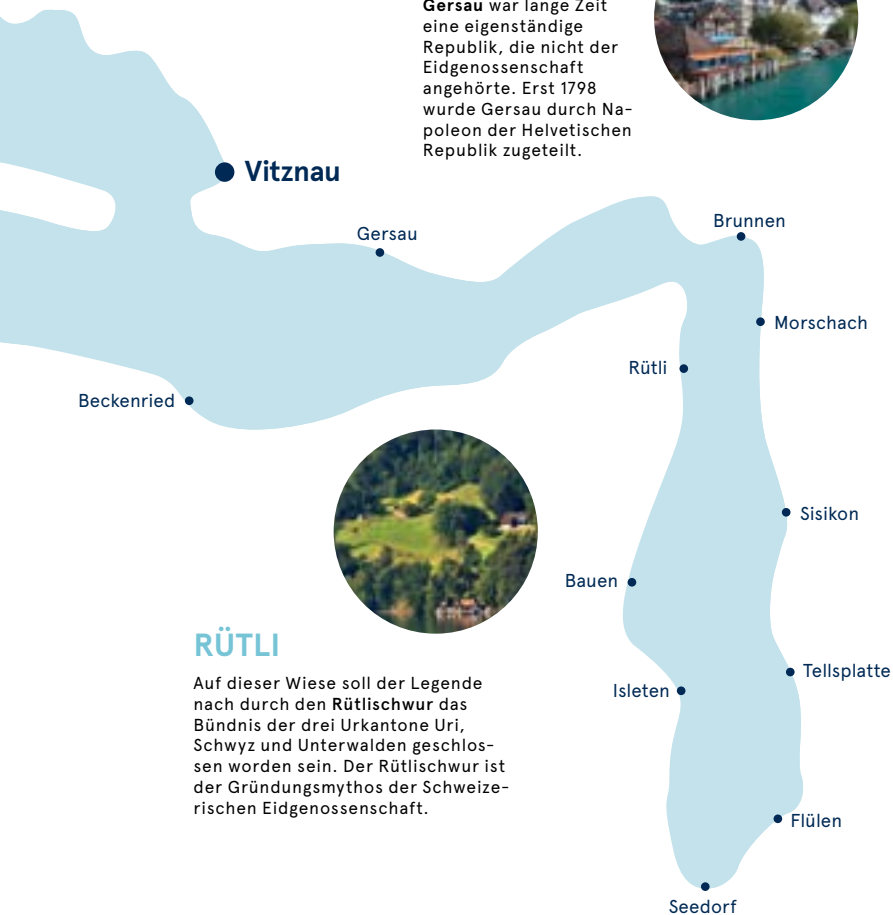 Gersau war lange Zeit
eine eigenständige
Republik, die nicht der
Eidgenossenschaft
angehörte. Erst 1798
wurde Gersau durch Na-
poleon der Helvetischen
Republik zugeteilt.
Vitznau
Gersau
Brunnen
Morschach
Rütli
Beckenried
Sisikon
Bauen
RÜTLI
Auf dieser Wiese soll der Legende
nach durch den Rütlischwur das
Bündnis der drei Urkantone Uri,
Schwyz und Unterwalden geschlos-
sen worden sein. Der Rütlischwur ist
der Gründungsmythos der Schweize-
rischen Eidgenossenschaft.
Tellsplatte
Isleten
Flülen
Seedorf